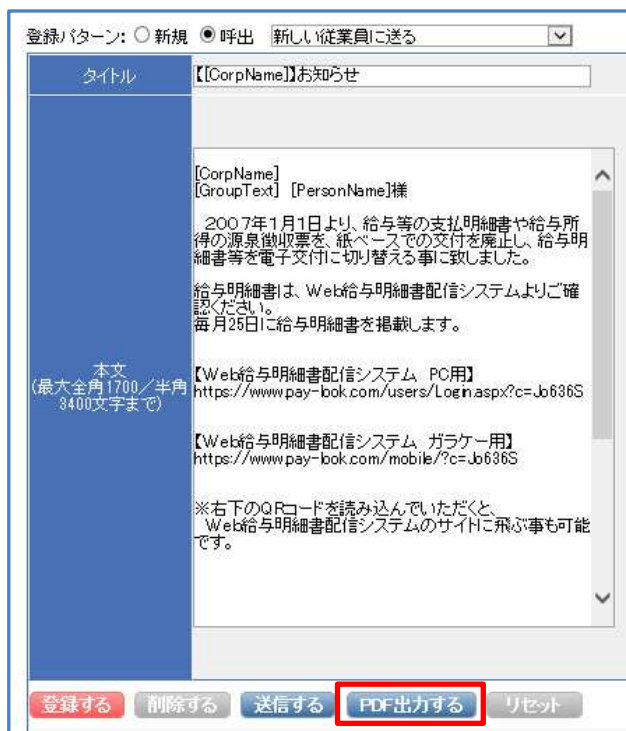 登録パターン: ○ 新規 ● 呼出 新しい従業員に送る
タイトル 【[CorpName]】お知らせ
[CorpName]
[GroupText] [PersonName]様
2007年1月1日より、給与等の支払明細書や給与所
得の源泉徴収票を、紙ベースでの交付を廃止し、給与明
細書等を電子交付に切り替える事に致しました。
給与明細書は、Web給与明細書配信システムよりご確
認ください。
毎月25日に給与明細書を掲載します。
本文
(最大全角1700/半角
3400文字まで)
【Web給与明細書配信システム PC用】
https://www.pay-look.com/users/Login.aspx?c=Jo636S
【Web給与明細書配信システム ガラケー用】
https://www.pay-look.com/mobile/?c=Jo636S
※右下のQRコードを読み込んでいただくと、
Web給与明細書配信システムのサイトに飛ぶ事も可能
です。
登録する 削除する 送信する PDF出力する リセット